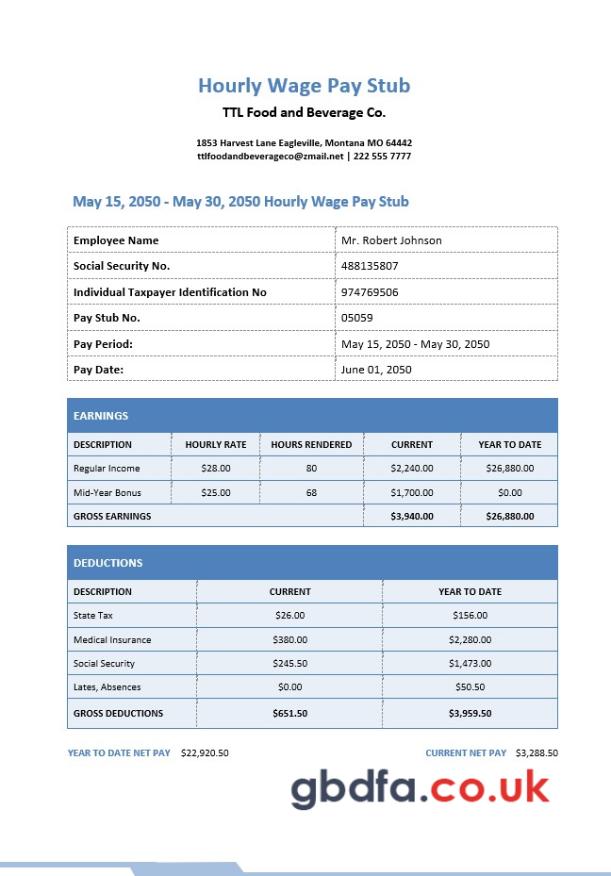 Hourly Wage Pay Stub
TTL Food and Beverage Co.
1853 Harvest Lane Eagleville, Montana MO 64442
ttlfoodandbeverageco@zmail.net | 222 555 7777
May 15, 2050 - May 30, 2050 Hourly Wage Pay Stub
Employee Name Mr. Robert Johnson
Social Security No. 488135807
Individual Taxpayer Identification No 974769506
Pay Stub No. 05059
Pay Period: May 15, 2050 - May 30, 2050
Pay Date: June 01, 2050
EARNINGS
DESCRIPTION HOURLY RATE HOURS RENDERED CURRENT YEAR TO DATE
Regular Income $28.00 80 $2,240.00 $26,880.00
Mid-Year Bonus $25.00 68 $1,700.00 $0.00
GROSS EARNINGS $3,940.00 $26,880.00
DEDUCTIONS
DESCRIPTION CURRENT YEAR TO DATE
State Tax $26.00 $156.00
Medical Insurance $380.00 $2,280.00
Social Security $245.50 $1,473.00
Lates, Absences $0.00 $50.50
GROSS DEDUCTIONS $651.50 $3,959.50
YEAR TO DATE NET PAY $22,920.50 CURRENT NET PAY $3,288.50
gbdfa.co.uk